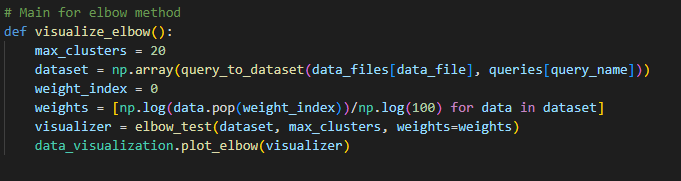 # Main for elbow method
def visualize_elbow():
    max_clusters = 20
    dataset = np.array(query_to_dataset(data_files[data_file], queries[query_name]))
    weight_index = 0
    weights = [np.log(data.pop(weight_index))/np.log(100) for data in dataset]
    visualizer = elbow_test(dataset, max_clusters, weights=weights)
    data_visualization.plot_elbow(visualizer)